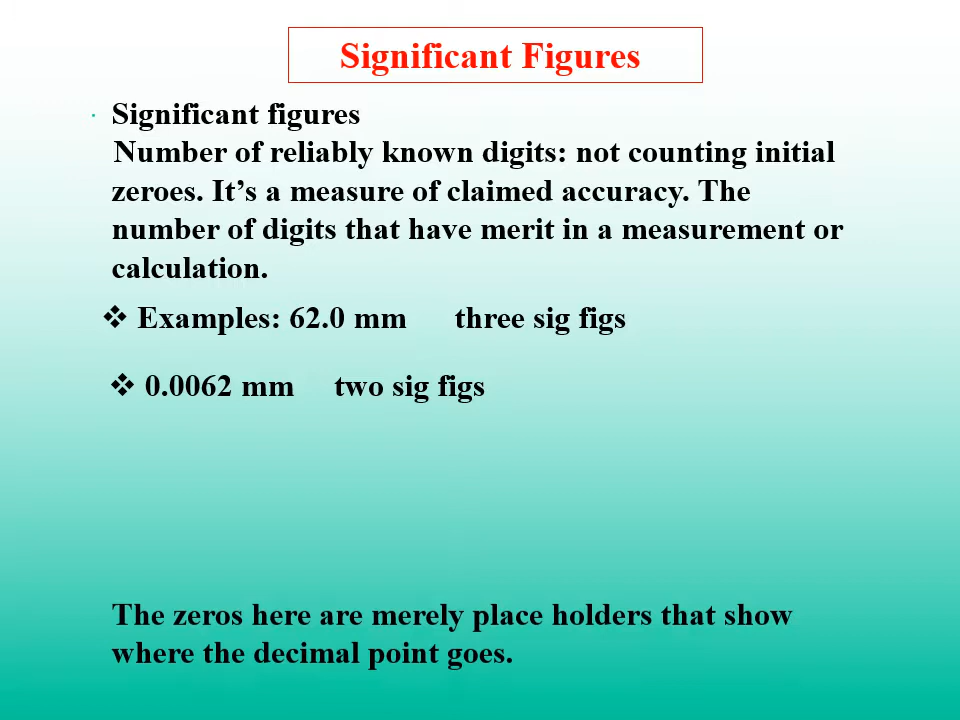 Significant Figures
Significant figures
Number of reliably known digits: not counting initial
zeroes. It’s a measure of claimed accuracy. The
number of digits that have merit in a measurement or
calculation.
❖ Examples: 62.0 mm three sig figs
❖ 0.0062 mm two sig figs
The zeros here are merely place holders that show
where the decimal point goes.